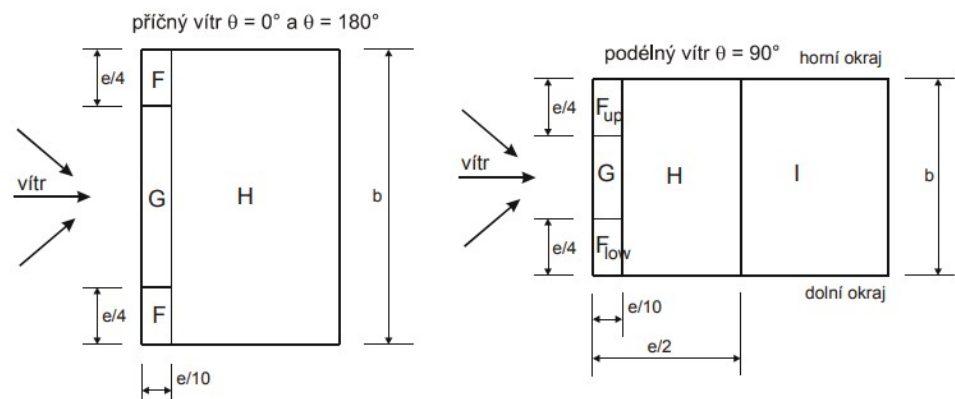 příčný vítr θ = 0° a θ = 180°
e/4
F
vítr
G
H
b
e/4
F
e/10
podélný vítr θ = 90°
horní okraj
e/4
Fup
vítr
G
H
I
b
e/4
Flow
dolní okraj
e/10
e/2